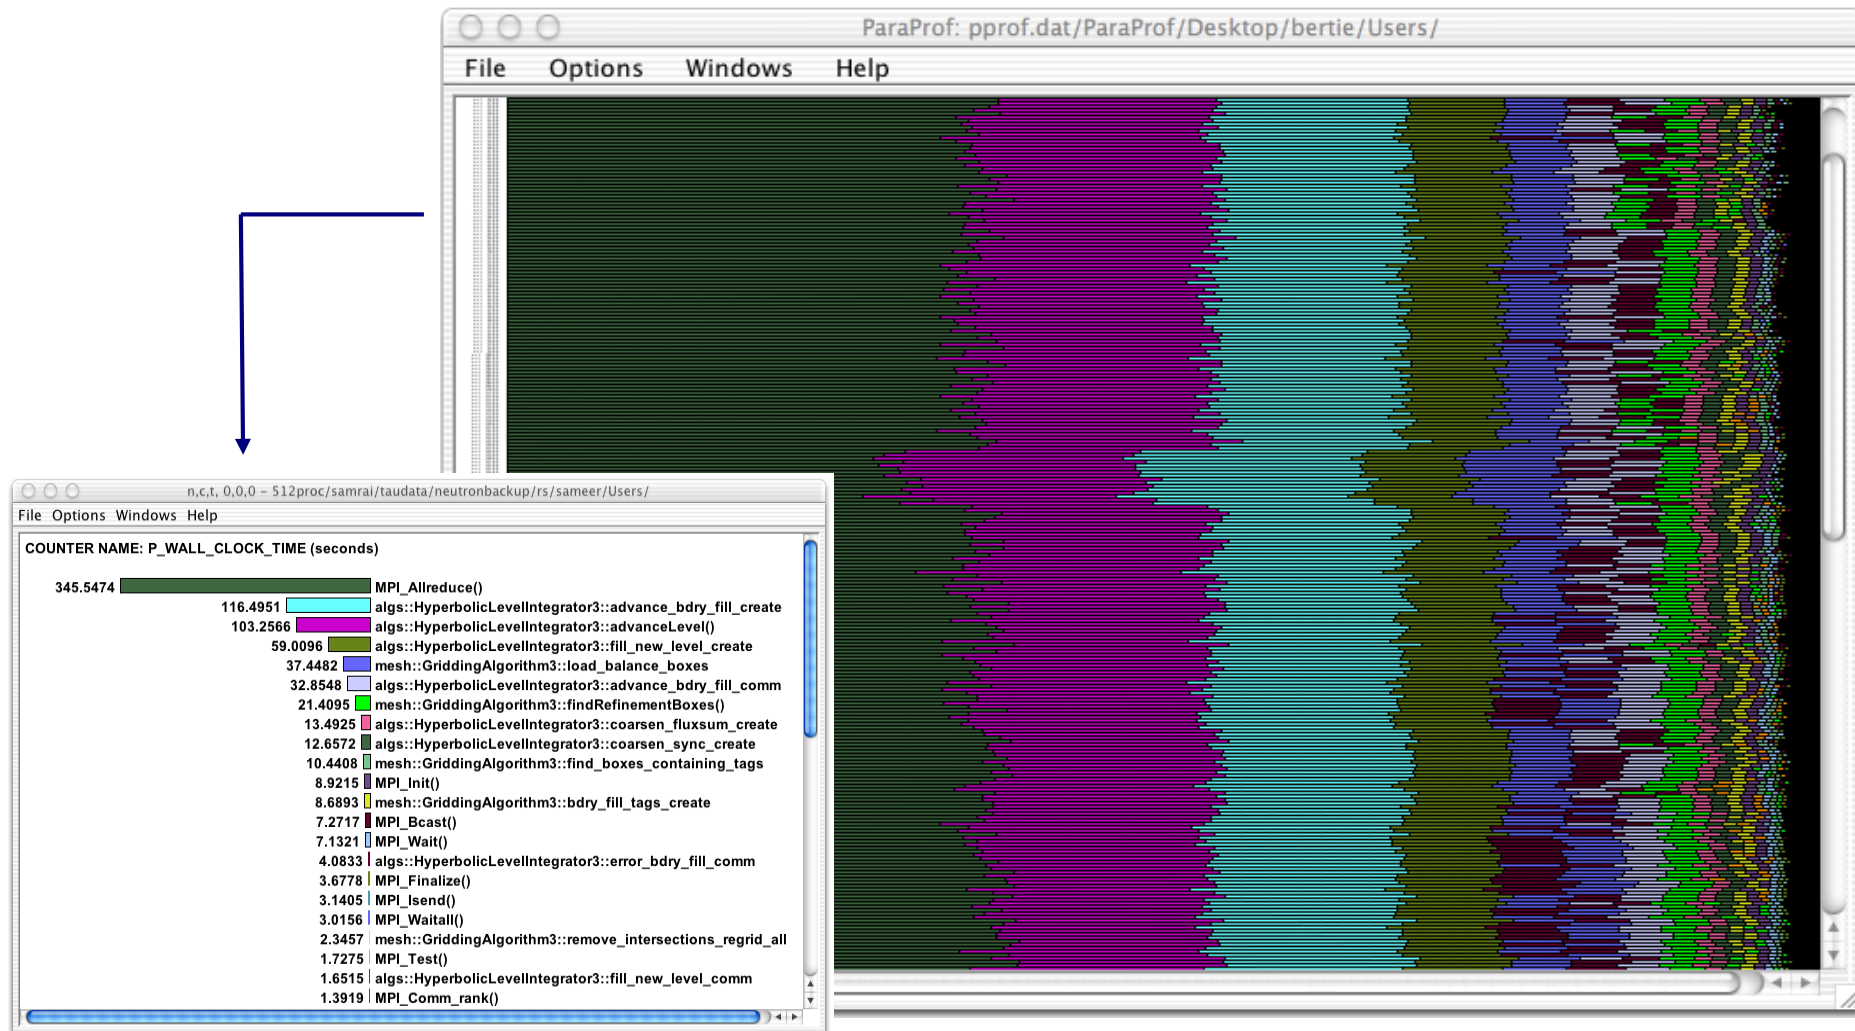 ParaProf: pprof.dat/ParaProf/Desktop/bertie/Users/
File Options Windows Help
n,c,t, 0,0,0 – 512proc/samrai/taudata/neutronbackup/rs/sameer/Users/
File Options Windows Help
COUNTER NAME: P_WALL_CLOCK_TIME (seconds)
345.5474 MPI_Allreduce()
116.4951 algs::HyperbolicLevelIntegrator3::advance_bdry_fill_create
103.2566 algs::HyperbolicLevelIntegrator3::advanceLevel()
59.0096 algs::HyperbolicLevelIntegrator3::fill_new_level_create
37.4482 mesh::GriddingAlgorithm3::load_balance_boxes
32.8548 algs::HyperbolicLevelIntegrator3::advance_bdry_fill_comm
21.4095 mesh::GriddingAlgorithm3::findRefinementBoxes()
13.4925 algs::HyperbolicLevelIntegrator3::coarsen_fluxsum_create
12.6572 algs::HyperbolicLevelIntegrator3::coarsen_sync_create
10.4408 mesh::GriddingAlgorithm3::find_boxes_containing_tags
8.9215 MPI_Init()
8.6893 mesh::GriddingAlgorithm3::bdry_fill_tags_create
7.2717 MPI_Bcast()
7.1321 MPI_Wait()
4.0833 algs::HyperbolicLevelIntegrator3::error_bdry_fill_comm
3.6778 MPI_Finalize()
3.1405 MPI_Isend()
3.0156 MPI_Waitall()
2.3457 mesh::GriddingAlgorithm3::remove_intersections_regrid_all
1.7275 MPI_Test()
1.6515 algs::HyperbolicLevelIntegrator3::fill_new_level_comm
1.3919 MPI_Comm_rank()